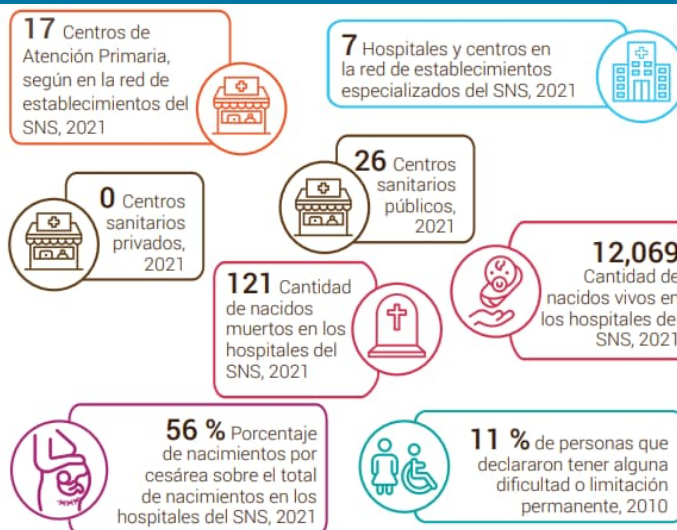 17 Centros de
Atención Primaria,
según en la red de
establecimientos del
SNS, 2021
7 Hospitales y centros en
la red de establecimientos
especializados del SNS, 2021
0 Centros
sanitarios
privados,
2021
26 Centros
sanitarios
públicos,
2021
121 Cantidad
de nacidos
muertos en los
hospitales del
SNS, 2021
12,069
Cantidad de
nacidos vivos en
los hospitales del
SNS, 2021
56 % Porcentaje
de nacimientos por
cesárea sobre el total
de nacimientos en los
hospitales del SNS, 2021
11 % de personas que
declararon tener alguna
dificultad o limitación
permanente, 2010